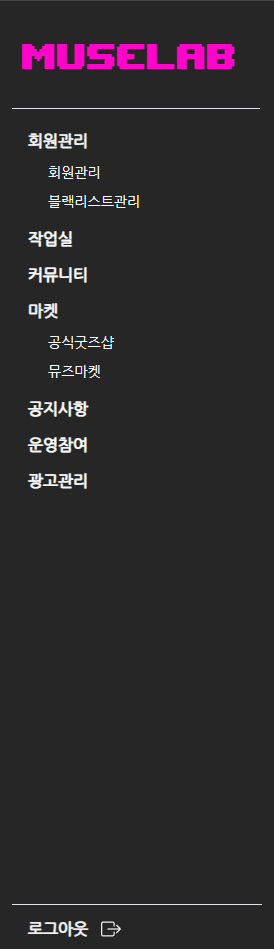 MUSELAB
회원관리
회원관리
블랙리스트관리
작업실
커뮤니티
마켓
공식굿즈샵
뮤즈마켓
공지사항
운영참여
광고관리
로그아웃